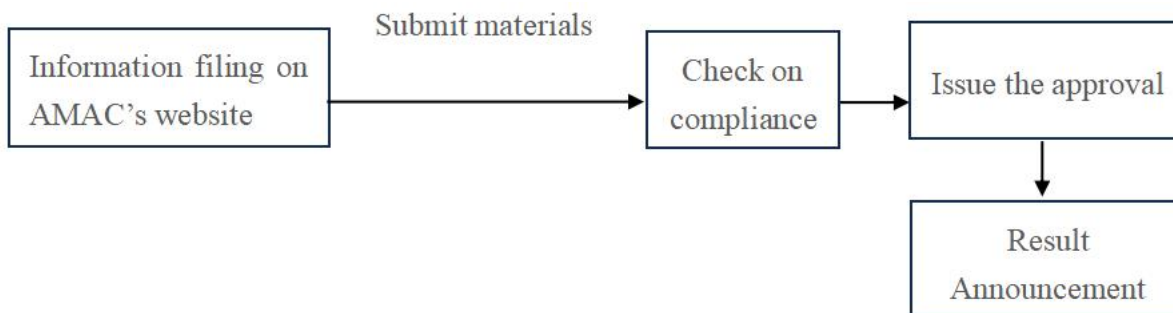 Submit materials
Information filing on
AMAC's website
Check on
compliance
Issue the approval
Result
Announcement